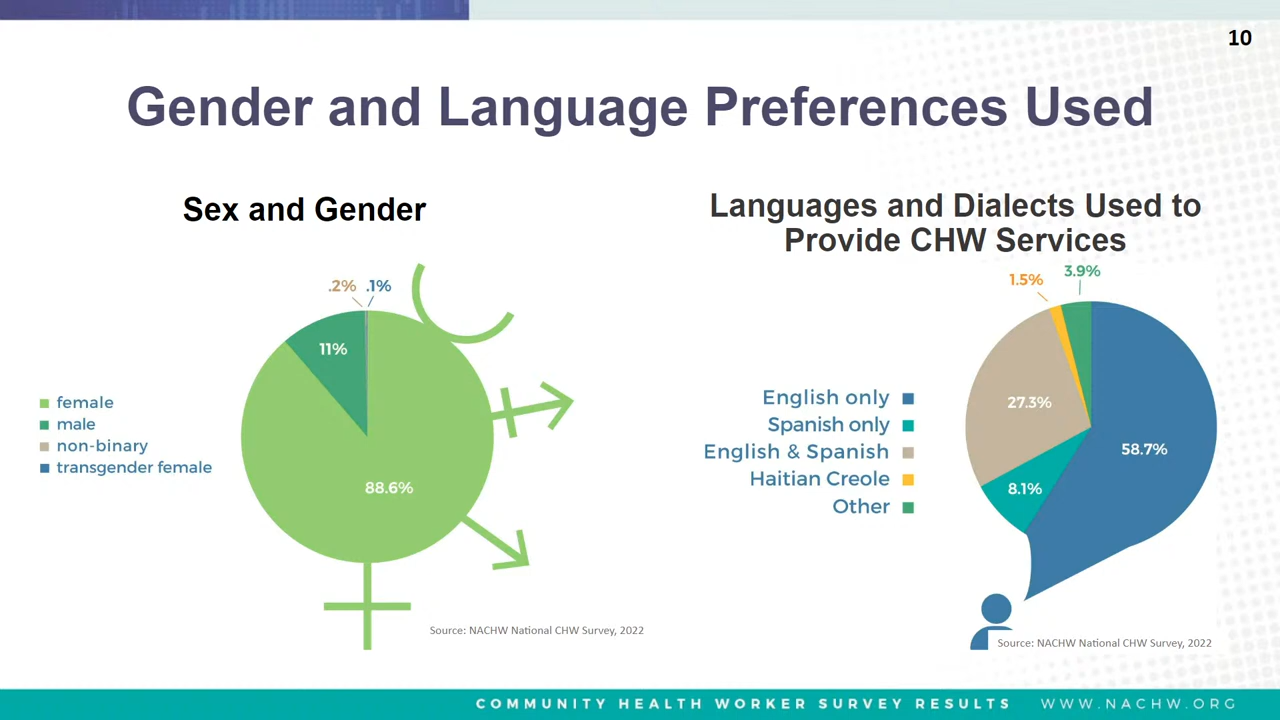 10
Gender and Language Preferences Used
Sex and Gender
.2% .1%
11%
88.6%
female
male
non-binary
transgender female
Source: NACHW National CHW Survey, 2022
Languages and Dialects Used to
Provide CHW Services
1.5%
3.9%
27.3%
58.7%
8.1%
English only
Spanish only
English & Spanish
Haitian Creole
Other
Source: NACHW National CHW Survey, 2022
COMMUNITY HEALTH WORKER SURVEY RESULTS WWW.NACHW.ORG